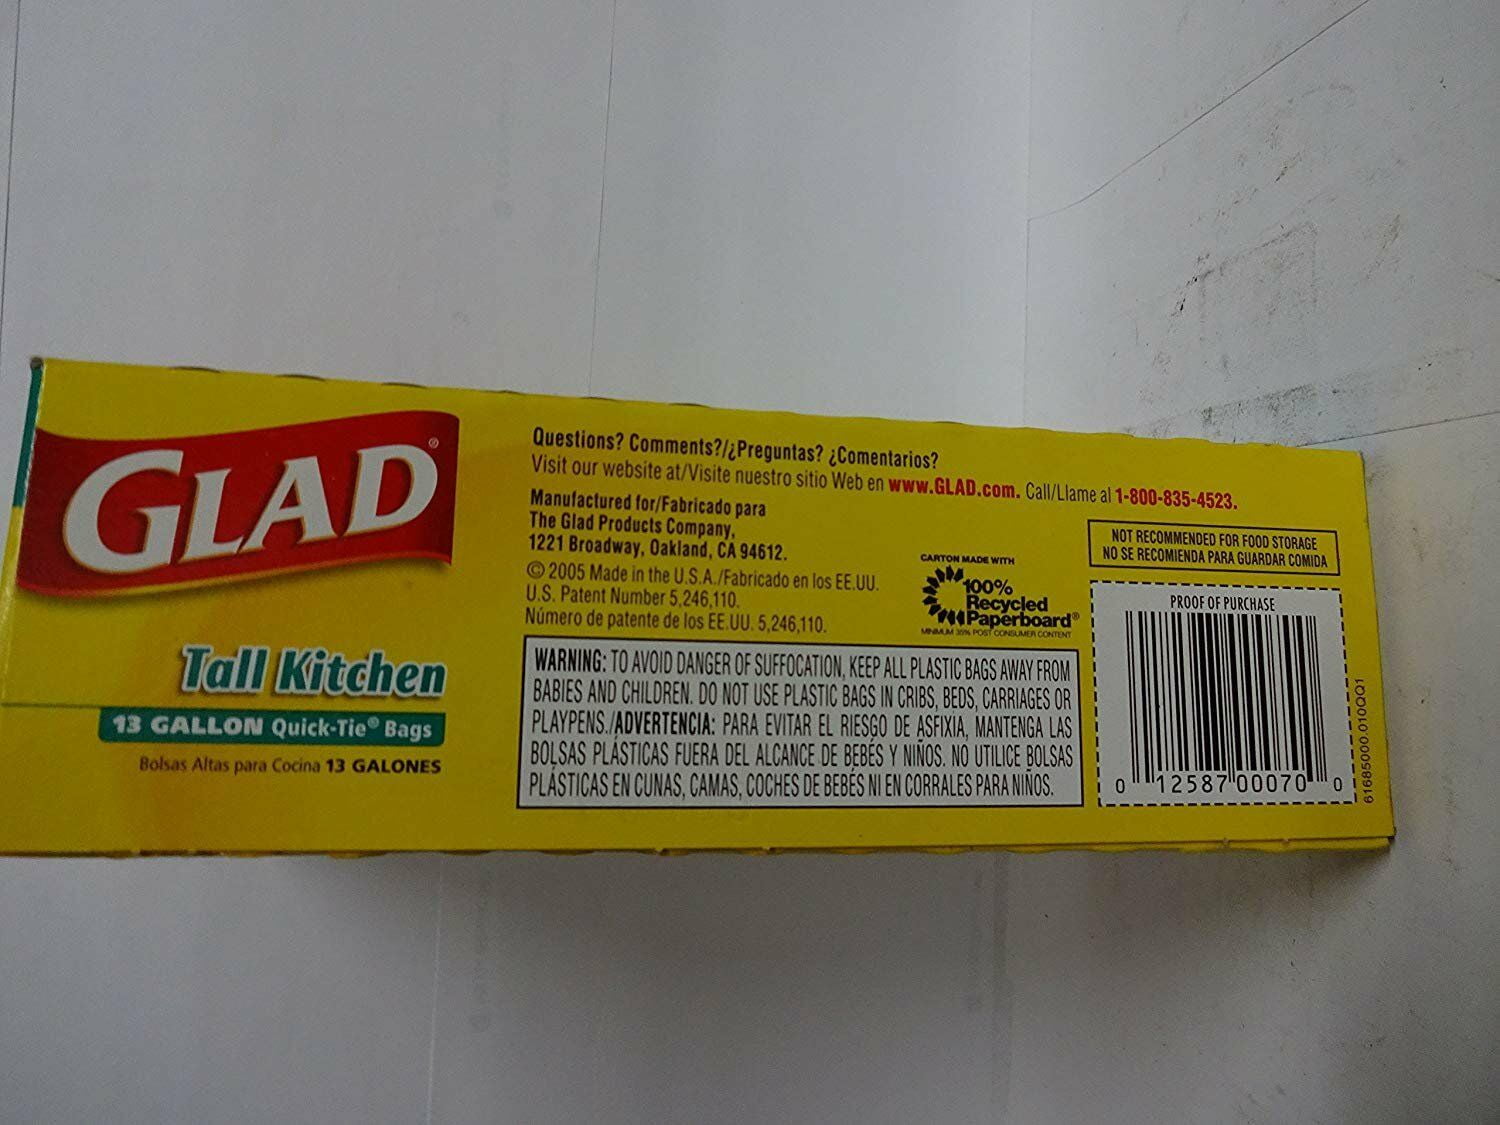 GLAD®
Tall Kitchen
13 GALLON Quick-Tie® Bags
Bolsas Altas para Cocina 13 GALONES
Questions? Comments?/¿Preguntas? ¿Comentarios?
Visit our website at/Visite nuestro sitio Web en www.GLAD.com. Call/Llame al 1-800-835-4523.
Manufactured for/Fabricado para
The Glad Products Company,
1221 Broadway, Oakland, CA 94612.
© 2005 Made in the U.S.A./Fabricado en los EE.UU.
U.S. Patent Number 5,246,110.
Número de patente de los EE.UU. 5,246,110.
CARTON MADE WITH
100%
Recycled
Paperboard®
MINIMUM 35% POST CONSUMER CONTENT
NOT RECOMMENDED FOR FOOD STORAGE
NO SE RECOMIENDA PARA GUARDAR COMIDA
WARNING: TO AVOID DANGER OF SUFFOCATION, KEEP ALL PLASTIC BAGS AWAY FROM
BABIES AND CHILDREN. DO NOT USE PLASTIC BAGS IN CRIBS, BEDS, CARRIAGES OR
PLAYPENS./ADVERTENCIA: PARA EVITAR EL RIESGO DE ASFIXIA, MANTENGA LAS
BOLSAS PLÁSTICAS FUERA DEL ALCANCE DE BEBÉS Y NIÑOS. NO UTILICE BOLSAS
PLÁSTICAS EN CUNAS, CAMAS, COCHES DE BEBÉS NI EN CORRALES PARA NIÑOS.
PROOF OF PURCHASE
0 12587 00070 0
61685000.010QQ1